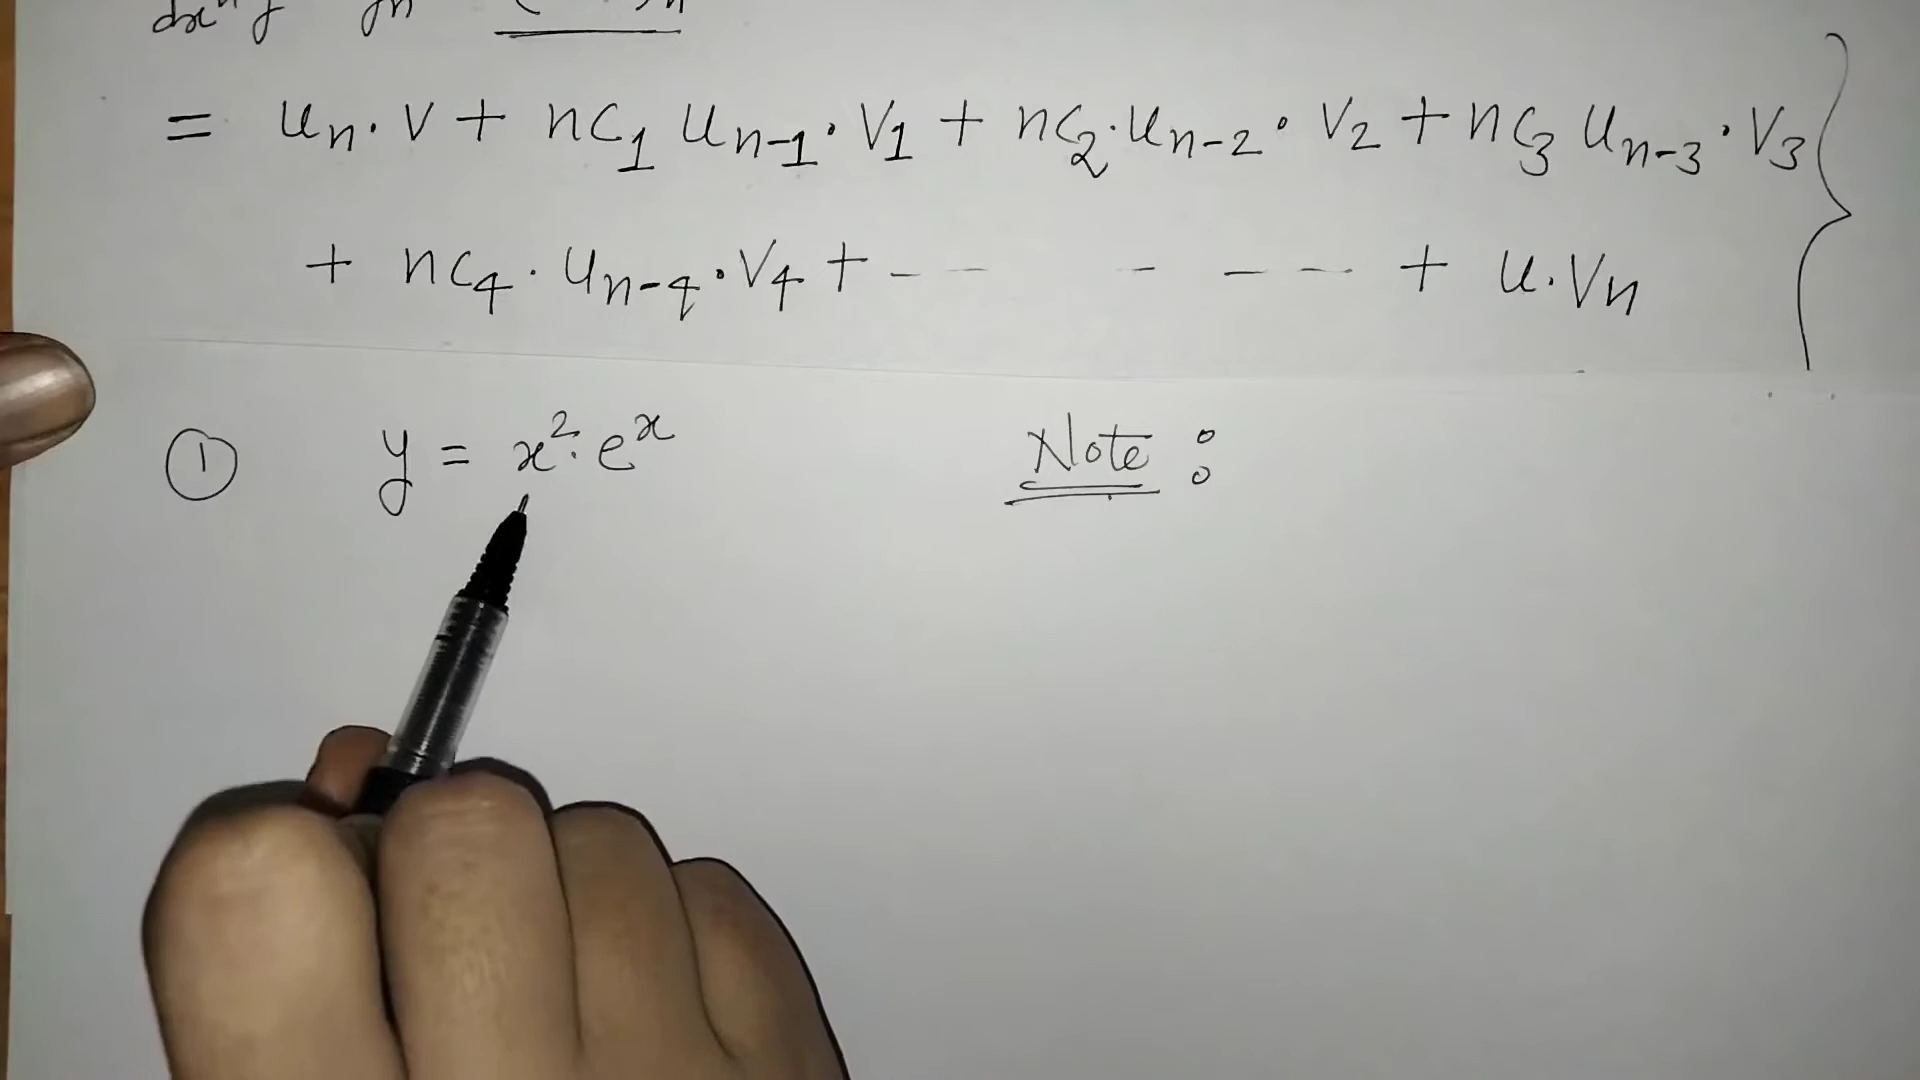 = un · v + nc1 un-1 · v1 + nc2 · un-2 · v2 + nc3 un-3 · v3
+ nc4 · un-4 · v4 + - - - - - + u · vn
① y = x² · eˣ
Note :